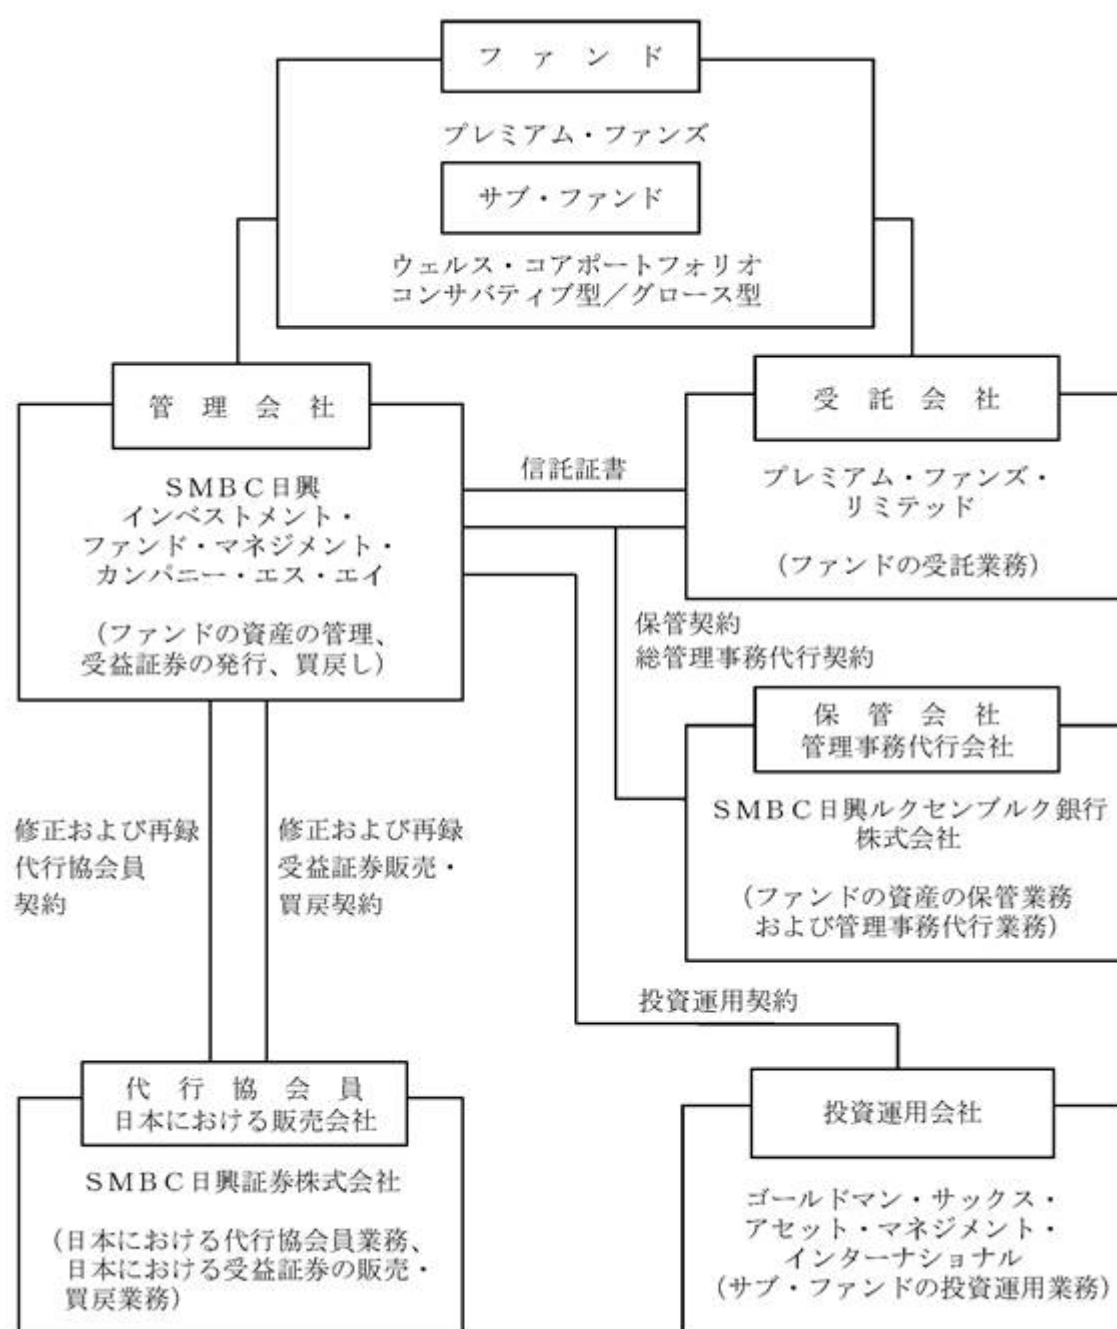 ファンド
プレミアム・ファンズ
サブ・ファンド
ウェルス・コアポートフォリオ
コンサバティブ型／グロース型
管理会社
SMBC日興
インベストメント・
ファンド・マネジメント・
カンパニー・エス・エイ
(ファンドの資産の管理、
受益証券の発行、買戻し)
信託証書
受託会社
プレミアム・ファンズ・
リミテッド
(ファンドの受託業務)
保管契約
総管理事務代行契約
保管会社
管理事務代行会社
SMBC日興ルクセンブルク銀行
株式会社
(ファンドの資産の保管業務
および管理事務代行業務)
修正および再録
代行協会員
契約
修正および再録
受益証券販売・
買戻契約
投資運用契約
代行協会員
日本における販売会社
SMBC日興証券株式会社
(日本における代行協会員業務、
日本における受益証券の販売・
買戻業務)
投資運用会社
ゴールドマン・サックス・
アセット・マネジメント・
インターナショナル
(サブ・ファンドの投資運用業務)